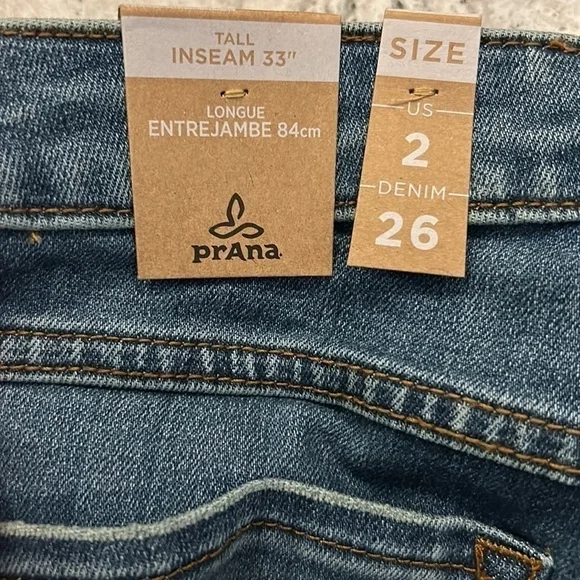 TALL
INSEAM 33"
LONGUE
ENTREJAMBE 84cm
prAna
SIZE
US
2
DENIM
26